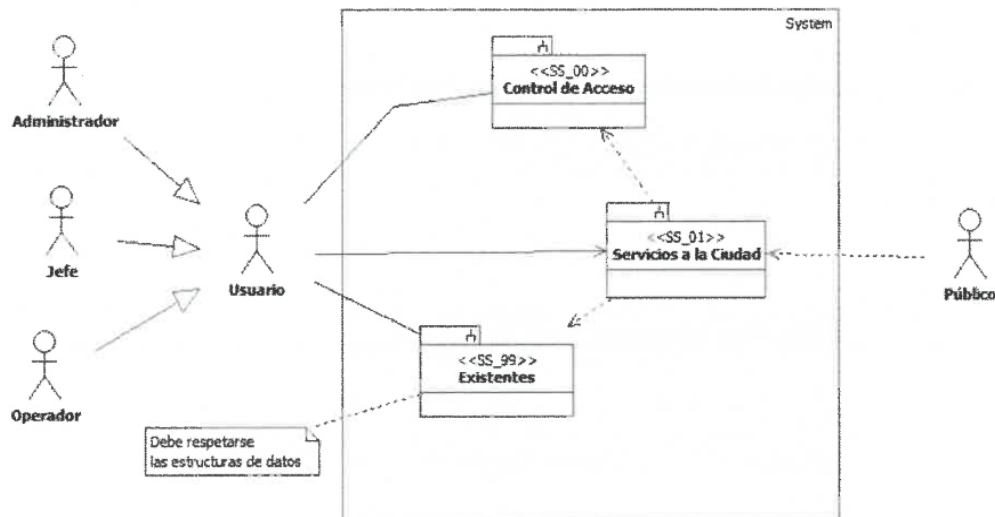 System
<<SS_00>>
Control de Acceso
Administrador
<<SS_01>>
Servicios a la Ciudad
Jefe
Usuario
Público
<<SS_99>>
Existentes
Operador
Debe respetarse
las estructuras de datos